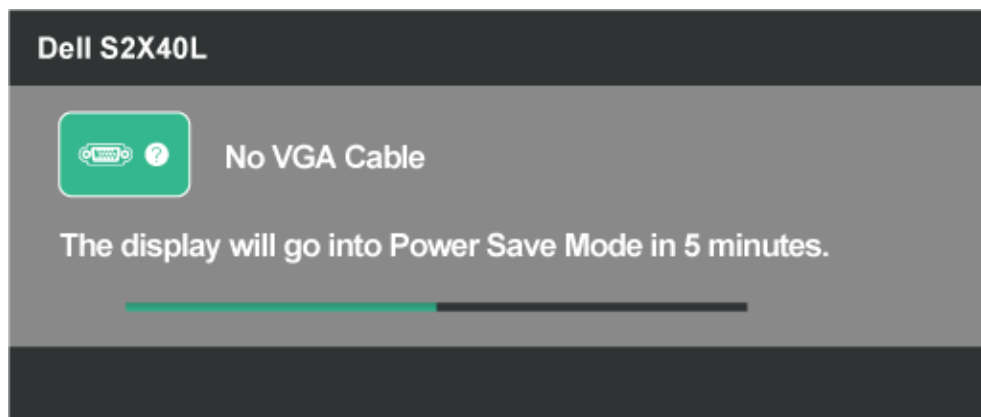 Dell S2X40L
No VGA Cable
The display will go into Power Save Mode in 5 minutes.